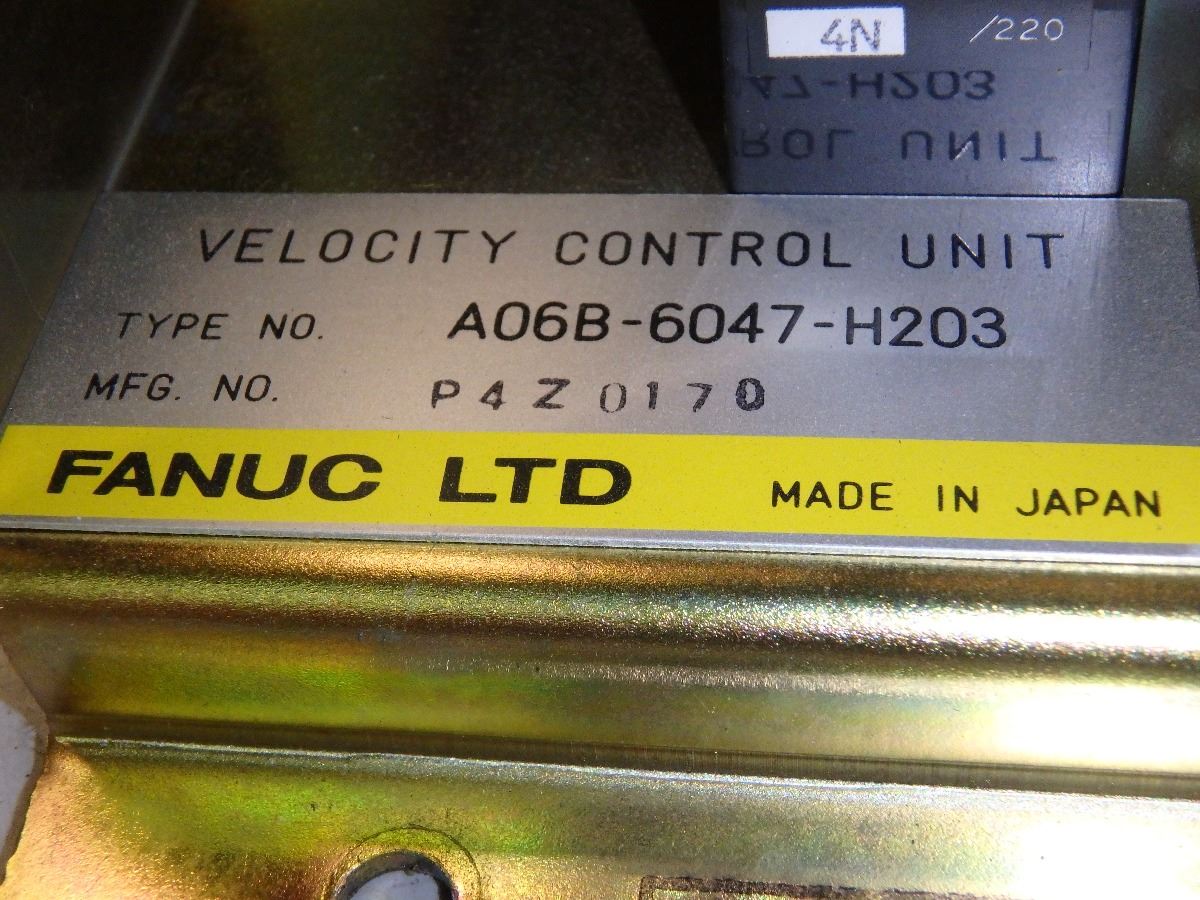 4N /220
VELOCITY CONTROL UNIT
TYPE NO. A06B-6047-H203
MFG. NO. P4Z0170
FANUC LTD MADE IN JAPAN